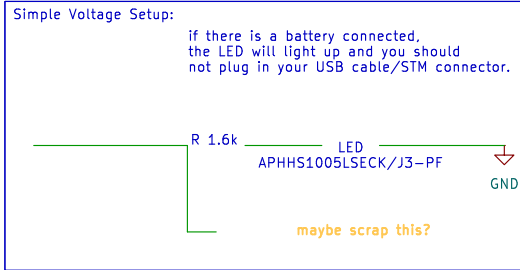 Simple Voltage Setup:
if there is a battery connected,
the LED will light up and you should
not plug in your USB cable/STM connector.
R 1.6k
LED
APHHS1005LSECK/J3-PF
GND
maybe scrap this?